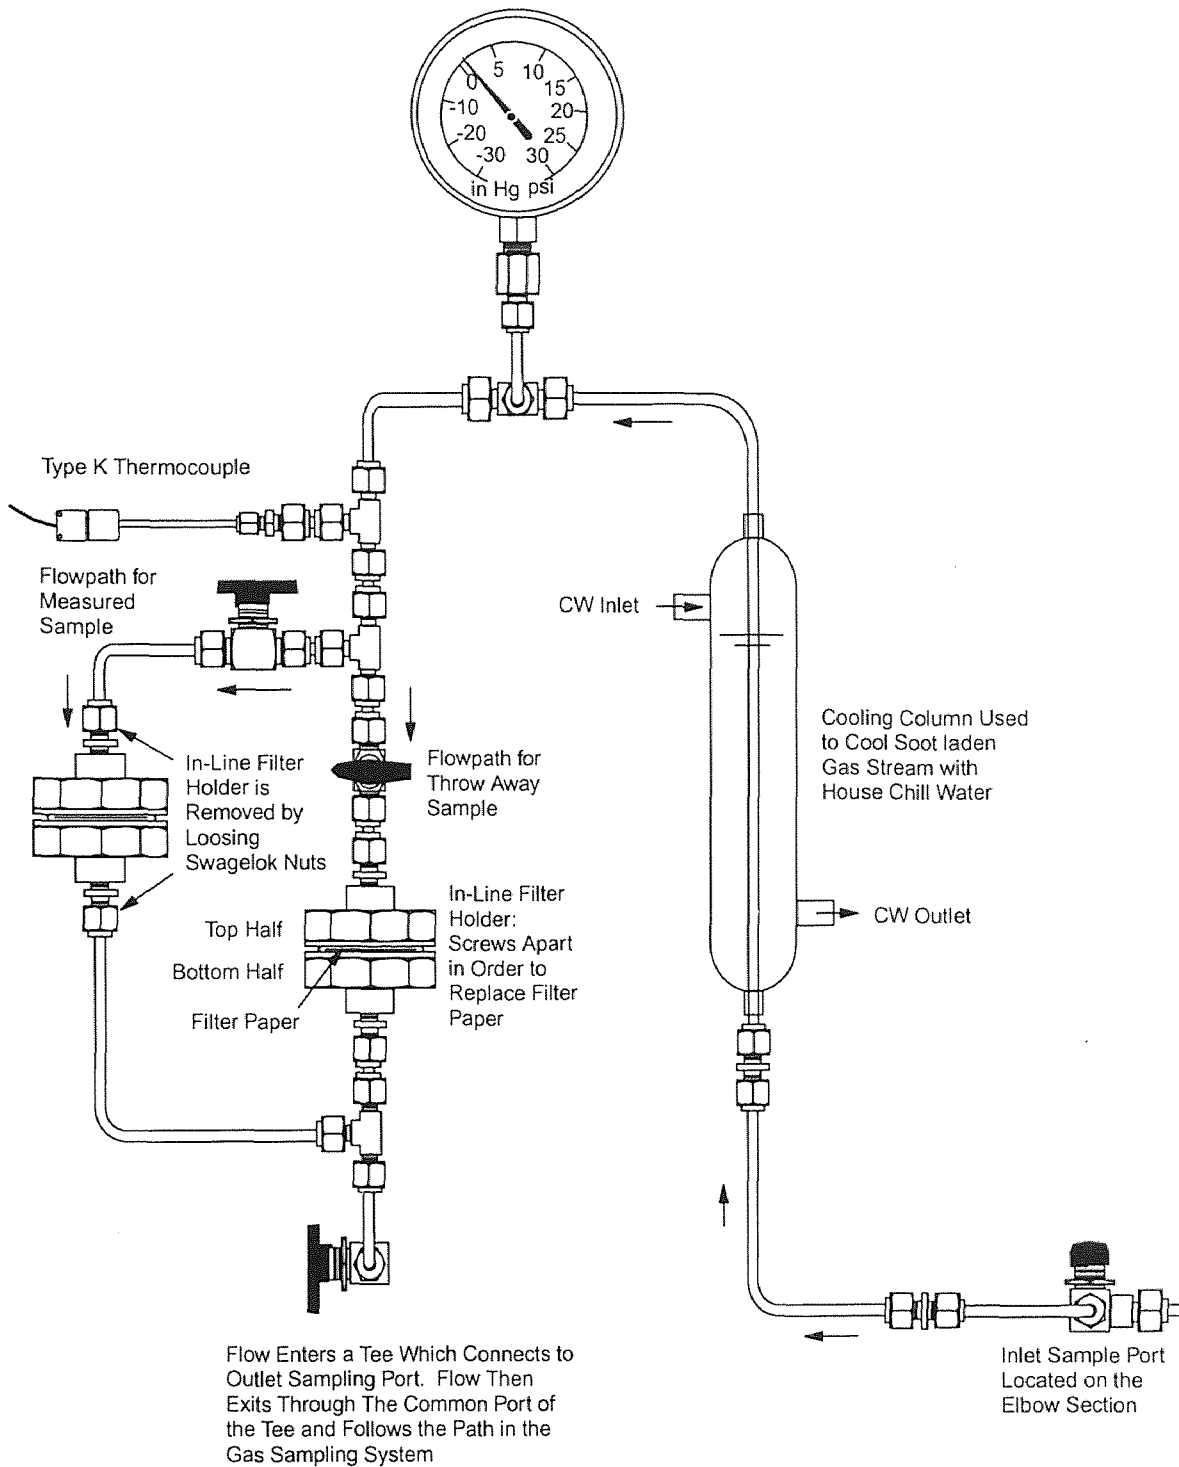 5
10
0
15
-10
20
-20
25
-30
30
in Hg psi
Type K Thermocouple
Flowpath for
Measured
Sample
CW Inlet
Cooling Column Used
to Cool Soot laden
Gas Stream with
House Chill Water
In-Line Filter
Holder is
Removed by
Loosing
Swagelok Nuts
Flowpath for
Throw Away
Sample
CW Outlet
Top Half
Bottom Half
Filter Paper
In-Line Filter
Holder:
Screws Apart
in Order to
Replace Filter
Paper
Flow Enters a Tee Which Connects to
Outlet Sampling Port. Flow Then
Exits Through The Common Port of
the Tee and Follows the Path in the
Gas Sampling System
Inlet Sample Port
Located on the
Elbow Section